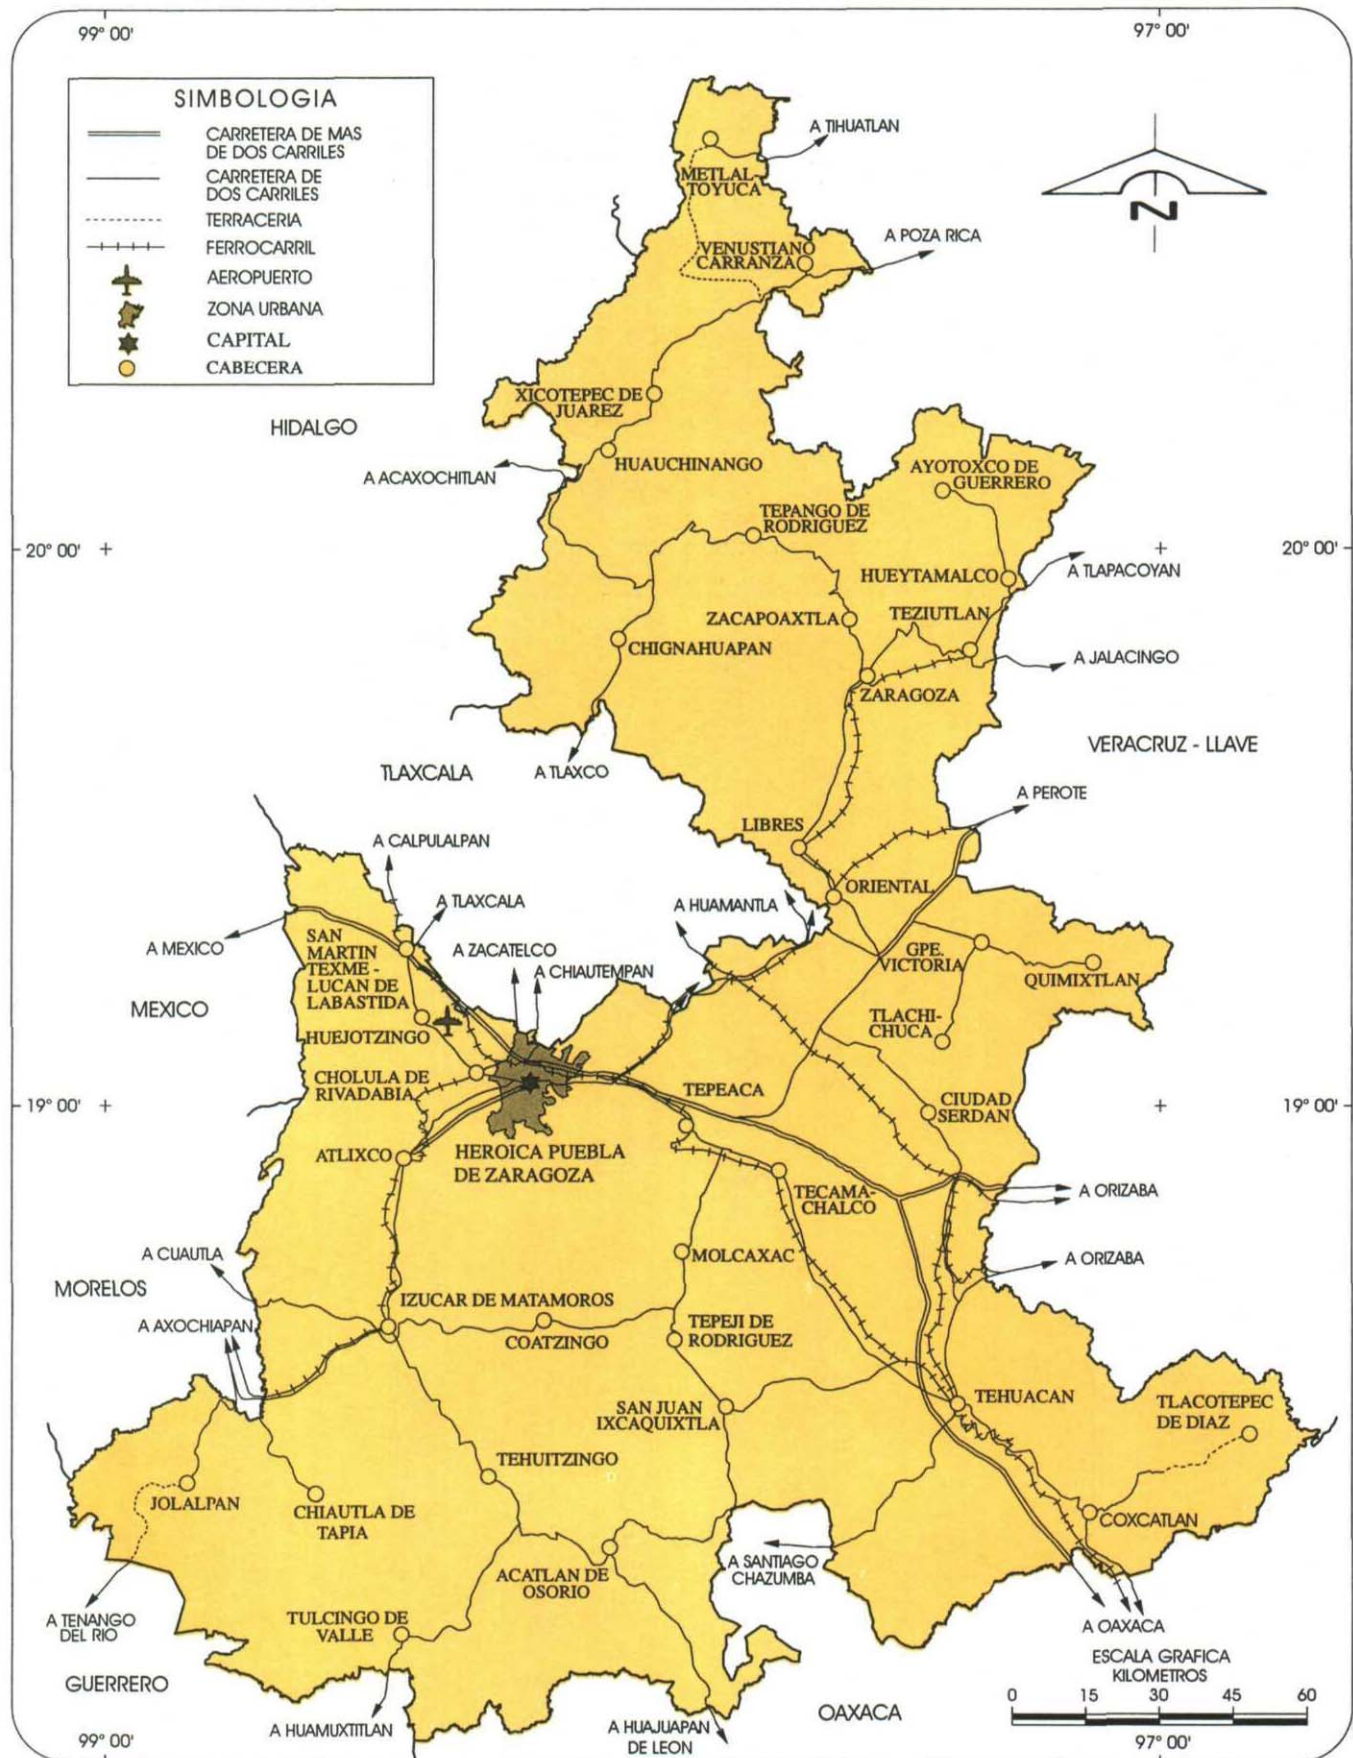 99° 00'
97° 00'
SIMBOLOGIA
CARRETERA DE MAS
DE DOS CARRILES
CARRETERA DE
DOS CARRILES
TERRACERIA
FERROCARRIL
AEROPUERTO
ZONA URBANA
CAPITAL
CABECERA
N
A TIHUATLAN
METLAL-
TOYUCA
A POZA RICA
VENUSTIANO
CARRANZA
XICOTEPEC DE
JUAREZ
HIDALGO
HUAUCHINANGO
A ACAXOCHITLAN
AYOTOXCO DE
GUERRERO
TEPANGO DE
RODRIGUEZ
20° 00'
20° 00'
HUEYTAMALCO
A TLAPACOYAN
ZACAPOAXTLA
TEZIUTLAN
CHIGNAHUAPAN
A JALACINGO
ZARAGOZA
VERACRUZ - LLAVE
TLAXCALA
A TLAXCO
A PEROTE
LIBRES
A CALPULALPAN
ORIENTAL
A TLAXCALA
A HUAMANTLA
A MEXICO
SAN
MARTIN
TEXME -
LUCAN DE
LABASTIDA
A ZACATELCO
A CHIAUTEMPAN
GPE.
VICTORIA
QUIMIXTLAN
MEXICO
TLACHI-
CHUCA
HUEJOTZINGO
CHOLULA DE
RIVADABIA
TEPEACA
CIUDAD
SERDAN
19° 00'
19° 00'
ATLIXCO
HEROICA PUEBLA
DE ZARAGOZA
TECAMA-
CHALCO
A ORIZABA
A CUAUTLA
MOLCAXAC
A ORIZABA
MORELOS
IZUCAR DE MATAMOROS
A AXOCHIAPAN
COATZINGO
TEPEJI DE
RODRIGUEZ
SAN JUAN
IXCAQUIXTLA
TEHUACAN
TLACOTEPEC
DE DIAZ
TEHUITZINGO
JOLALPAN
CHIAUTLA DE
TAPIA
COXCATLAN
A SANTIAGO
CHAZUMBA
ACATLAN DE
OSORIO
A TENANGO
DEL RIO
TULCINGO DE
VALLE
A OAXACA
GUERRERO
ESCALA GRAFICA
KILOMETROS
0 15 30 45 60
OAXACA
A HUAMUXTITLAN
A HUAJUAPAN
DE LEON
99° 00'
97° 00'